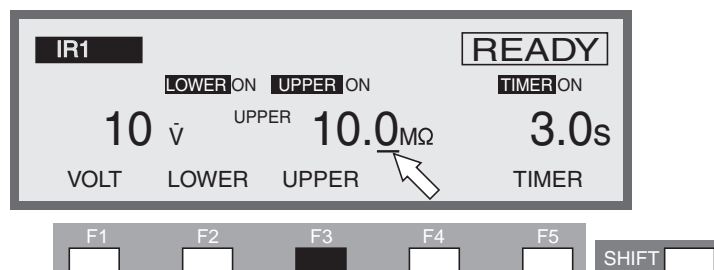 IR1 READY
LOWER ON UPPER ON TIMER ON
10 V̄ UPPER 10.0MΩ 3.0s
VOLT LOWER UPPER TIMER
F1 F2 F3 F4 F5
SHIFT